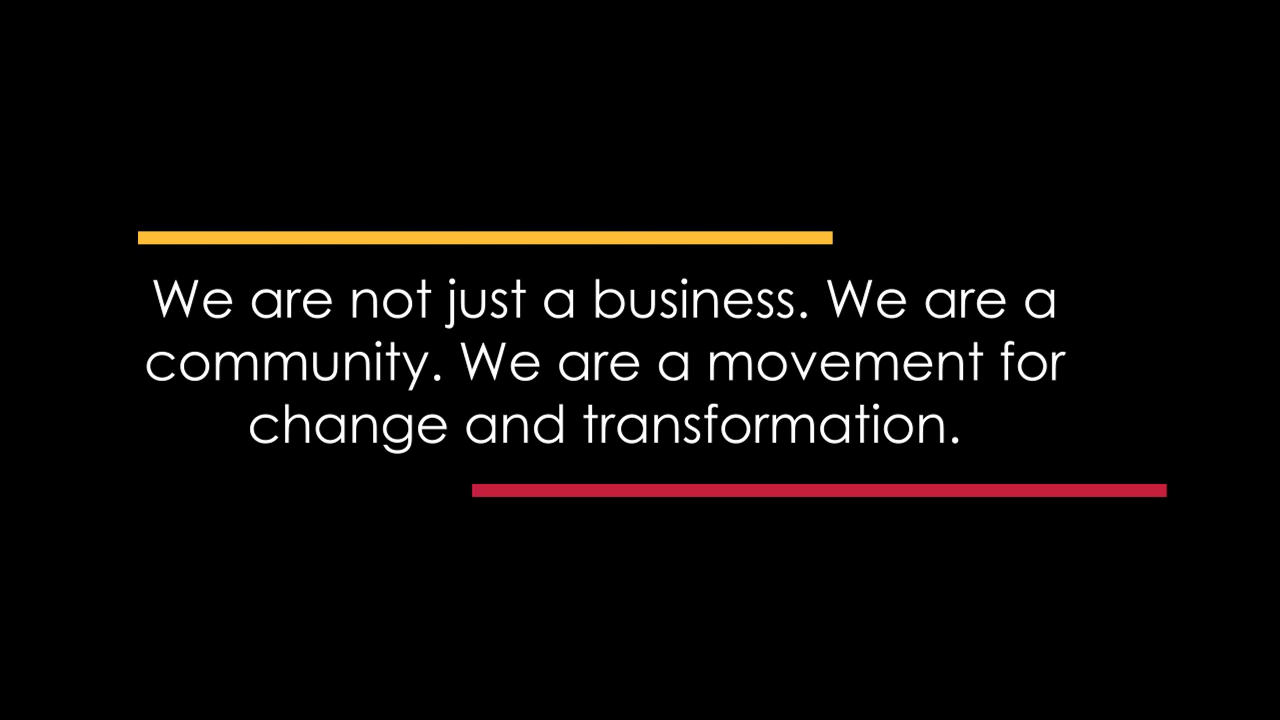 We are not just a business. We are a
community. We are a movement for
change and transformation.